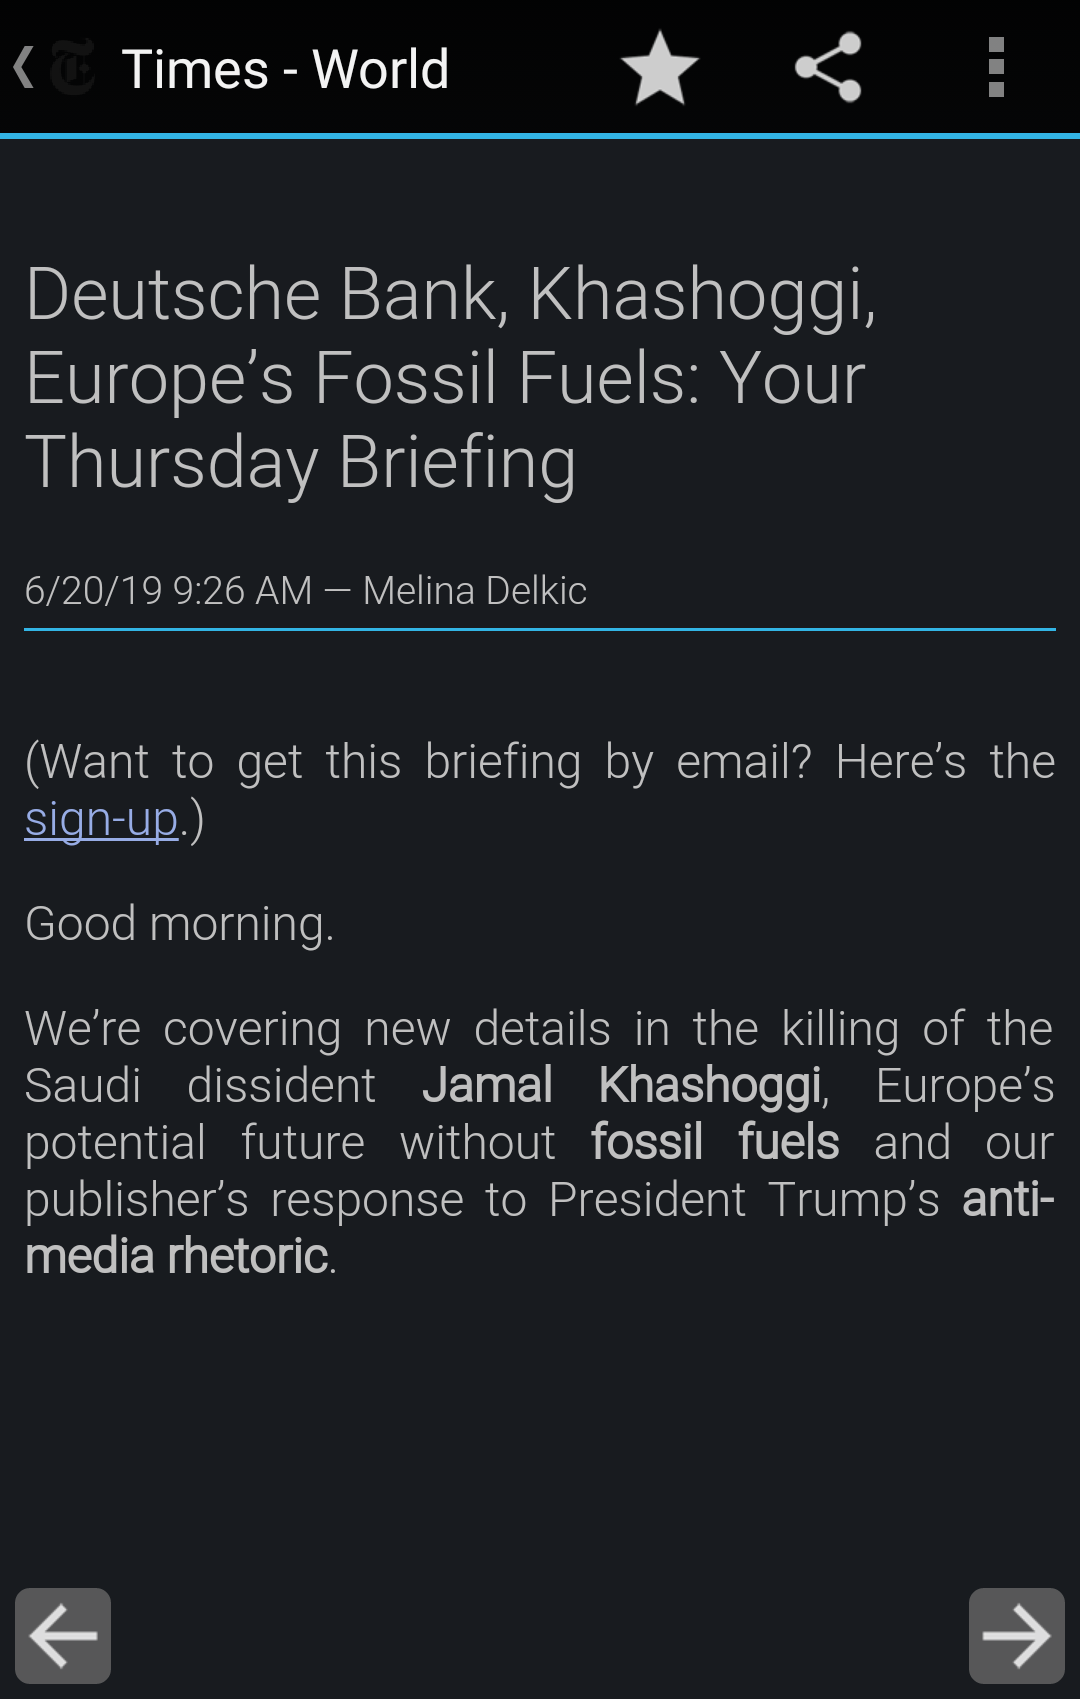 Times - World
Deutsche Bank, Khashoggi,
Europe’s Fossil Fuels: Your
Thursday Briefing
6/20/19 9:26 AM — Melina Delkic
(Want to get this briefing by email? Here’s the
sign-up.)
Good morning.
We’re covering new details in the killing of the
Saudi dissident Jamal Khashoggi, Europe’s
potential future without fossil fuels and our
publisher’s response to President Trump’s anti-
media rhetoric.